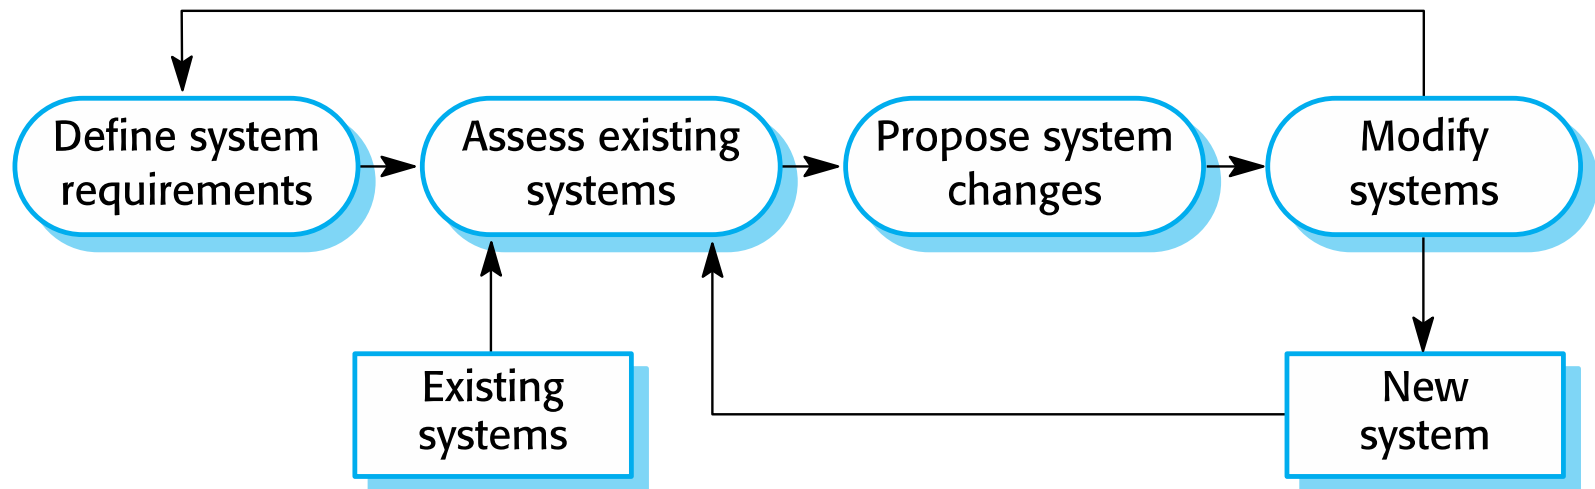 Define system
requirements
Assess existing
systems
Propose system
changes
Modify
systems
Existing
systems
New
system